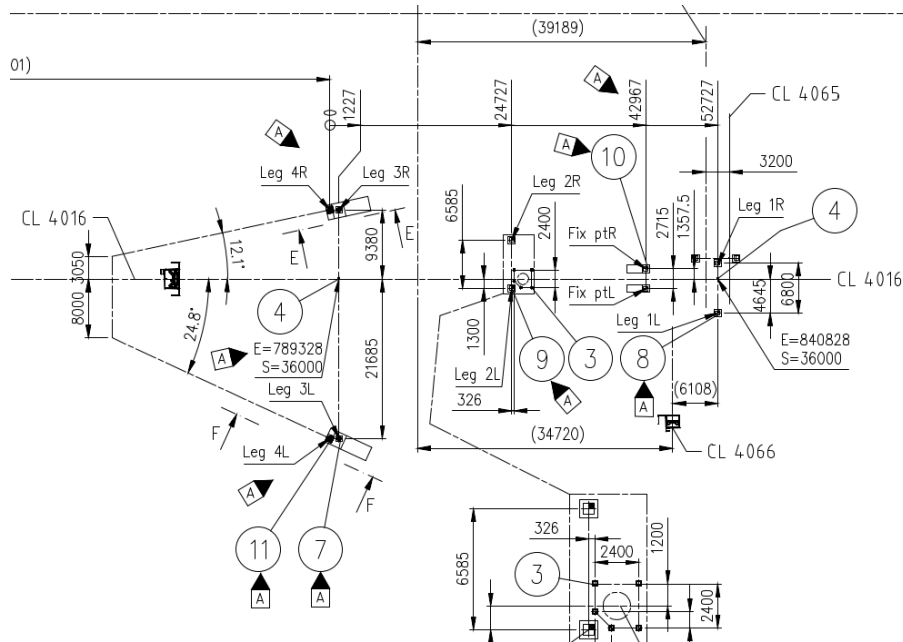 (39189)
01)
0
1227
24727
42967
52727
CL 4065
A
A
A
10
3200
Leg 4R
Leg 3R
Leg 2R
Leg 1R
4
CL 4016
6585
2400
Fix ptR
2715
1357.5
E
E
12.1°
9380
3050
CL 4016
8000
24.8°
4
Fix ptL
4645
6800
E=789328
S=36000
1300
Leg 1L
E=840828
S=36000
A
21685
9
3
8
Leg 3L
Leg 2L
326
A
A
(6108)
F
(34720)
CL 4066
Leg 4L
A
F
11
7
326
1200
2400
6585
3
2400
A
A